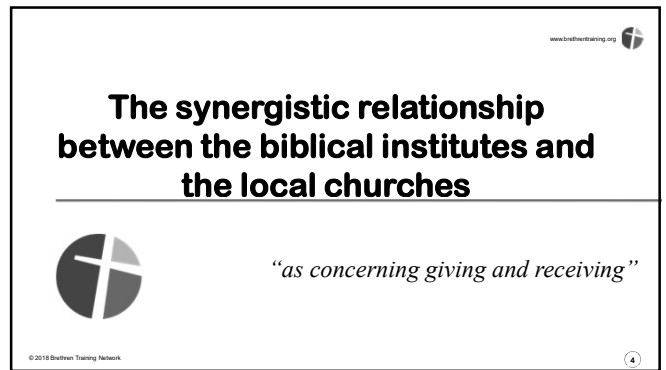 www.brethrentraining.org
The synergistic relationship
between the biblical institutes and
the local churches
“as concerning giving and receiving”
© 2018 Brethren Training Network
4